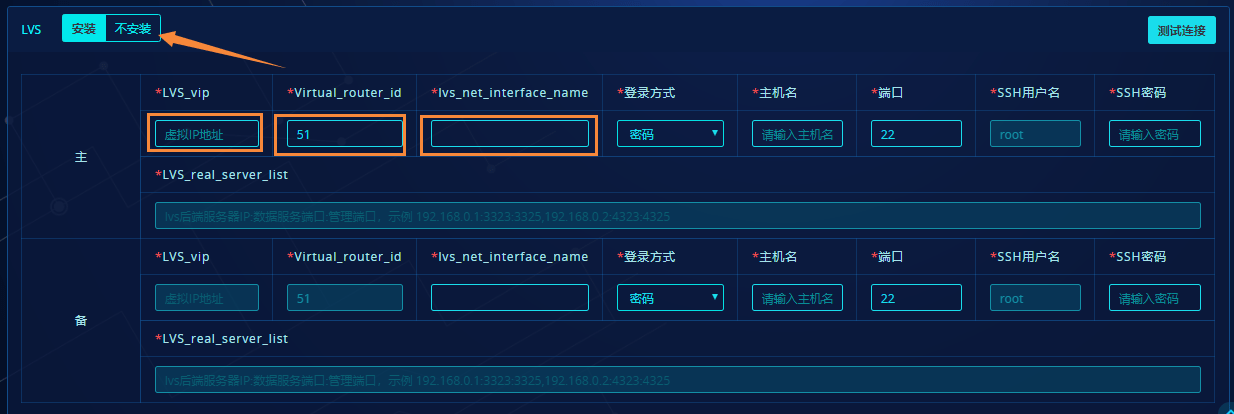 LVS 安装 不安装 测试连接
*LVS_vip *Virtual_router_id *lvs_net_interface_name *登录方式 *主机名 *端口 *SSH用户名 *SSH密码
虚拟IP地址 51 密码 请输入主机名 22 root 请输入密码
主
*LVS_real_server_list
lvs后端服务器IP:数据服务端口:管理端口，示例 192.168.0.1:3323:3325,192.168.0.2:4323:4325
*LVS_vip *Virtual_router_id *lvs_net_interface_name *登录方式 *主机名 *端口 *SSH用户名 *SSH密码
虚拟IP地址 51 密码 请输入主机名 22 root 请输入密码
备
*LVS_real_server_list
lvs后端服务器IP:数据服务端口:管理端口，示例 192.168.0.1:3323:3325,192.168.0.2:4323:4325